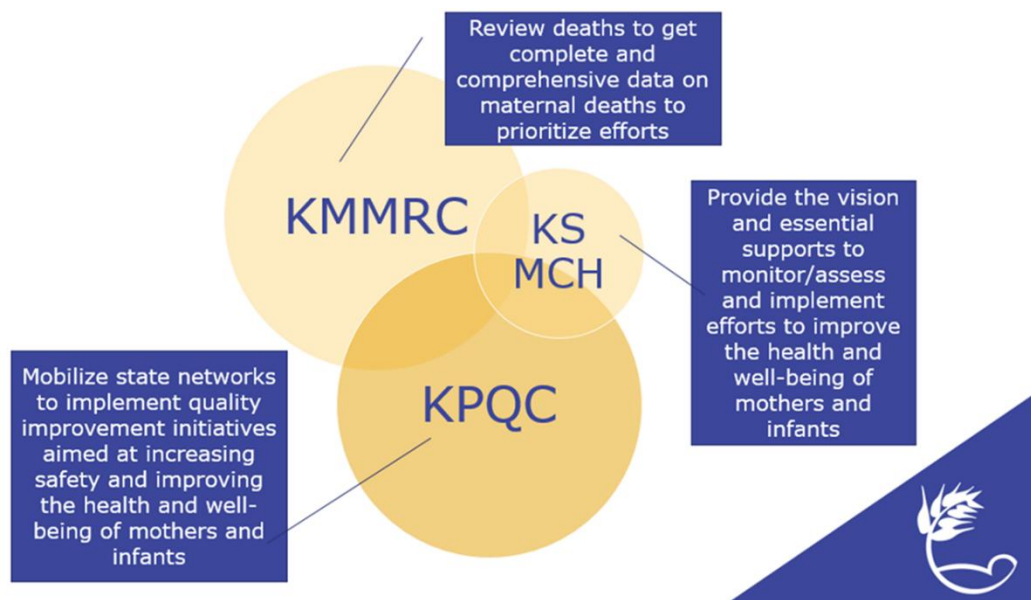 Review deaths to get
complete and
comprehensive data on
maternal deaths to
prioritize efforts
KMMRC
KS
MCH
Provide the vision
and essential
supports to
monitor/assess
and implement
efforts to improve
the health and
well-being of
mothers and
infants
Mobilize state networks
to implement quality
improvement initiatives
aimed at increasing
safety and improving
the health and well-
being of mothers and
infants
KPQC